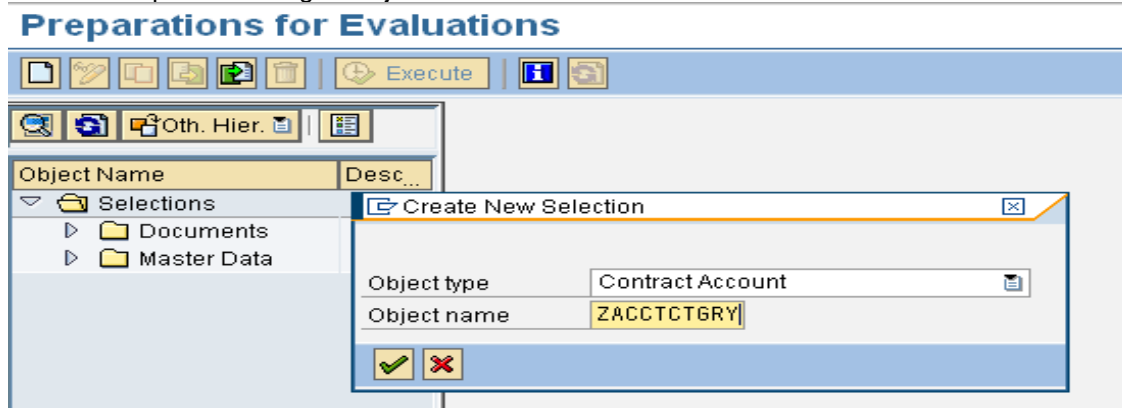 Preparations for Evaluations
Execute
Oth. Hier.
Object Name Desc...
Selections
Create New Selection
Documents
Master Data
Object type Contract Account
Object name ZACCTCTGRY